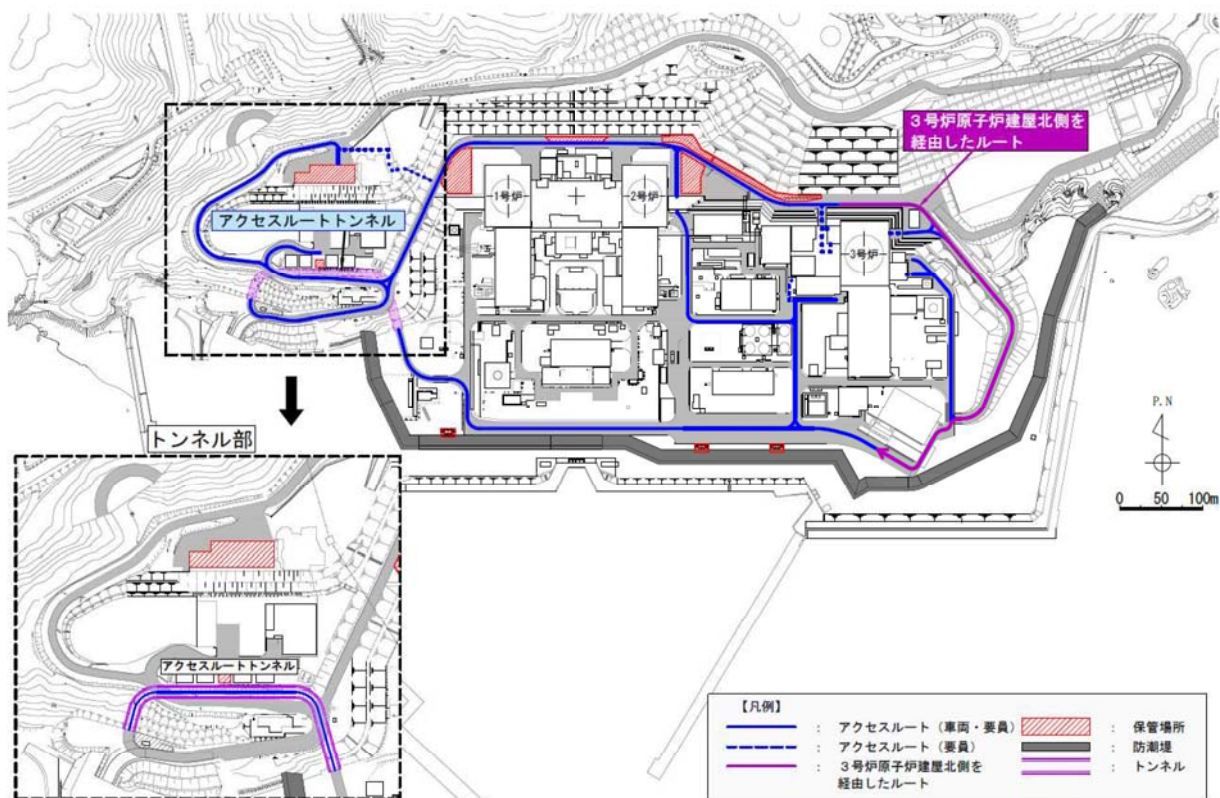 3号炉原子炉建屋北側を
経由したルート
1号炉
2号炉
アクセスルートトンネル
3号炉
トンネル部
P.N
0 50 100m
アクセスルートトンネル
【凡例】
: アクセスルート（車両・要員）
: 保管場所
: アクセスルート（要員）
: 防潮堤
: 3号炉原子炉建屋北側を
経由したルート
: トンネル